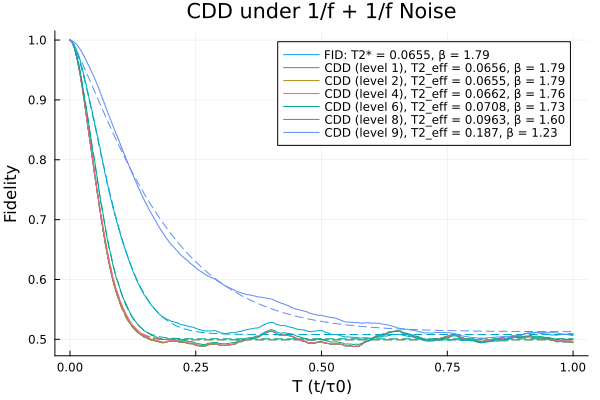 CDD under 1/f + 1/f Noise
FID: T2* = 0.0655, β = 1.79
CDD (level 1), T2_eff = 0.0656, β = 1.79
CDD (level 2), T2_eff = 0.0655, β = 1.79
CDD (level 4), T2_eff = 0.0662, β = 1.76
CDD (level 6), T2_eff = 0.0708, β = 1.73
CDD (level 8), T2_eff = 0.0963, β = 1.60
CDD (level 9), T2_eff = 0.187, β = 1.23
Fidelity
1.0
0.9
0.8
0.7
0.6
0.5
0.00
0.25
0.50
0.75
1.00
T (t/τ0)